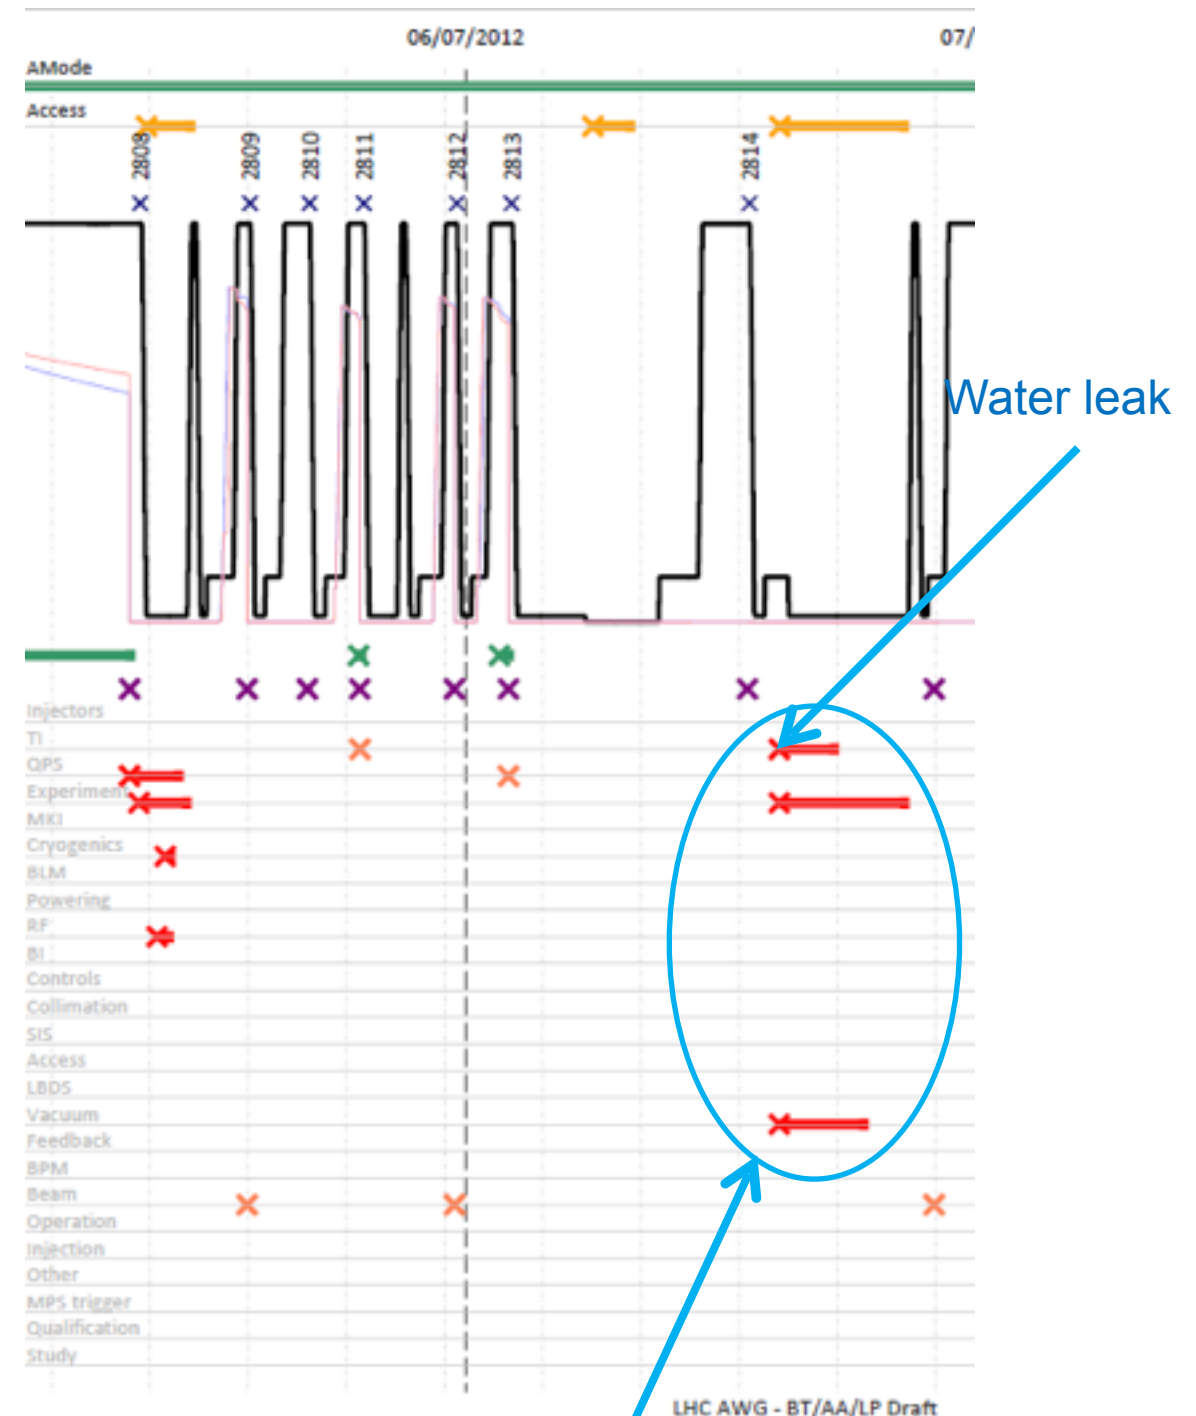 06/07/2012
07/
AMode
Access
2808
2809
2810
2811
2812
2813
2814
Water leak
Injectors
TI
QPS
Experiment
MKI
Cryogenics
BLM
Powering
RF
BI
Controls
Collimation
SIS
Access
LBDS
Vacuum
Feedback
BPM
Beam
Operation
Injection
Other
MPS trigger
Qualification
Study
LHC AWG - BT/AA/LP Draft